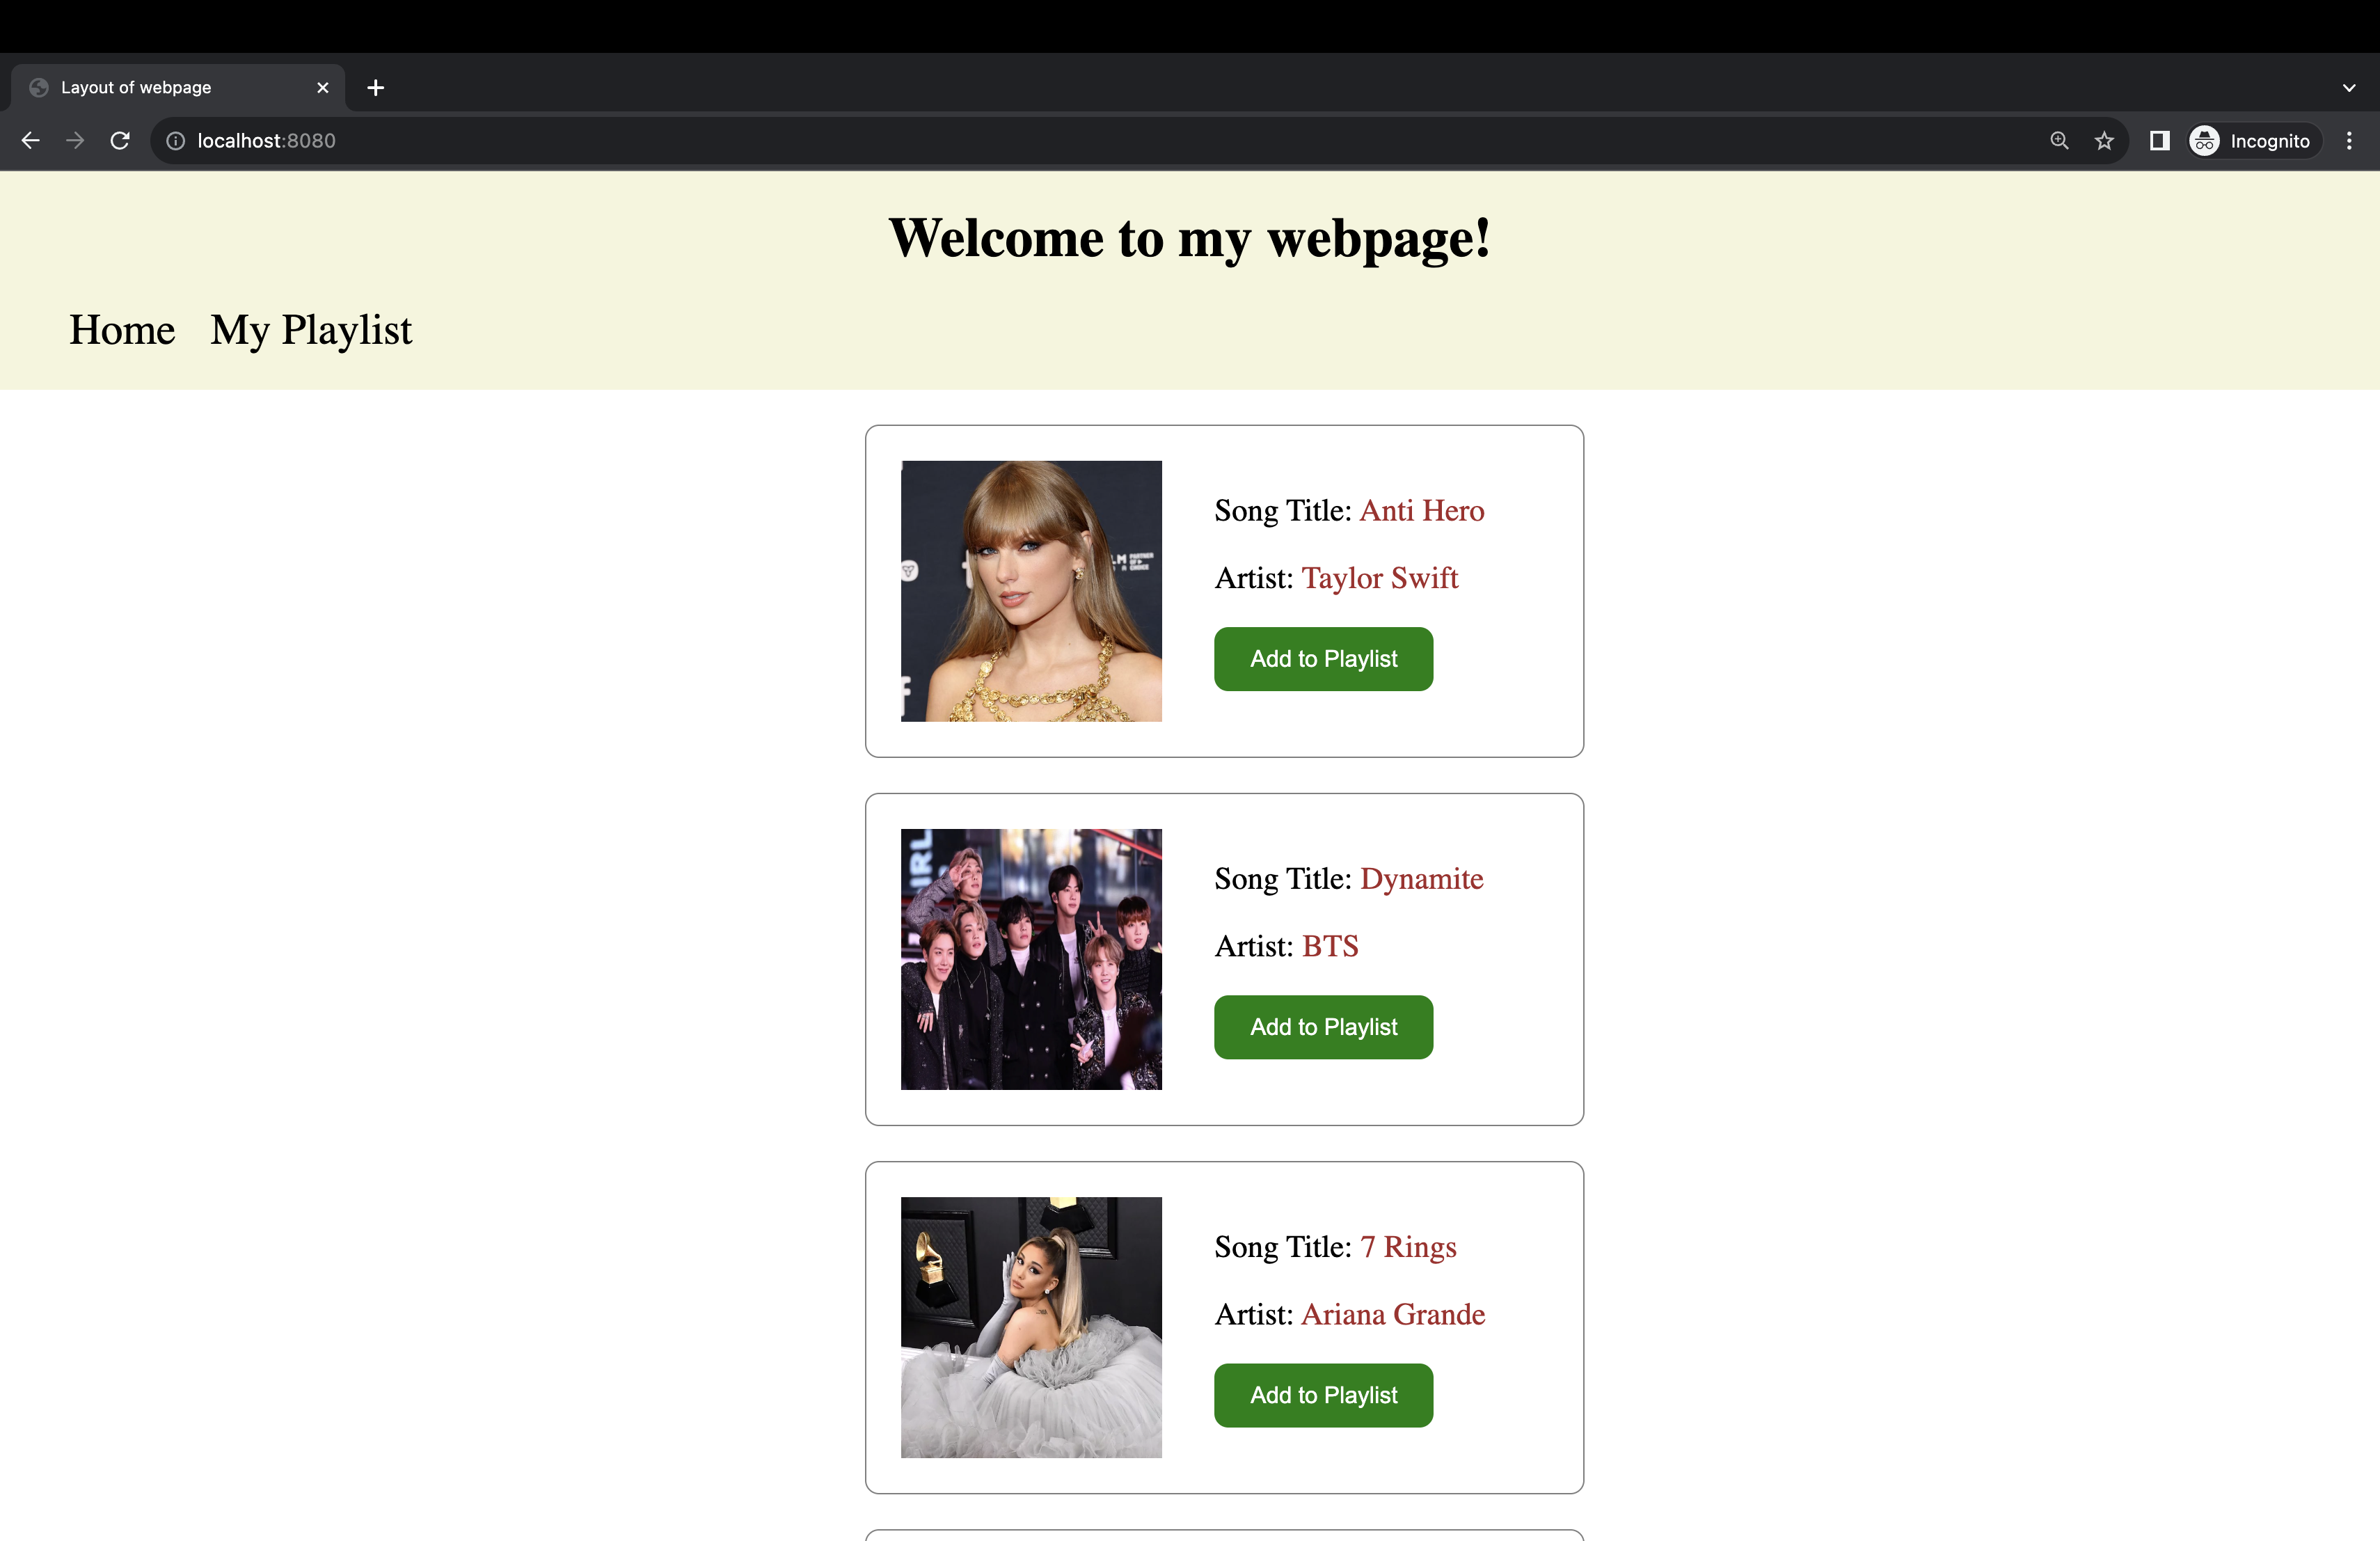 Layout of webpage
localhost:8080
Incognito
Welcome to my webpage!
Home My Playlist
Song Title: Anti Hero
Artist: Taylor Swift
Add to Playlist
IRL
Song Title: Dynamite
Artist: BTS
Add to Playlist
Song Title: 7 Rings
Artist: Ariana Grande
Add to Playlist